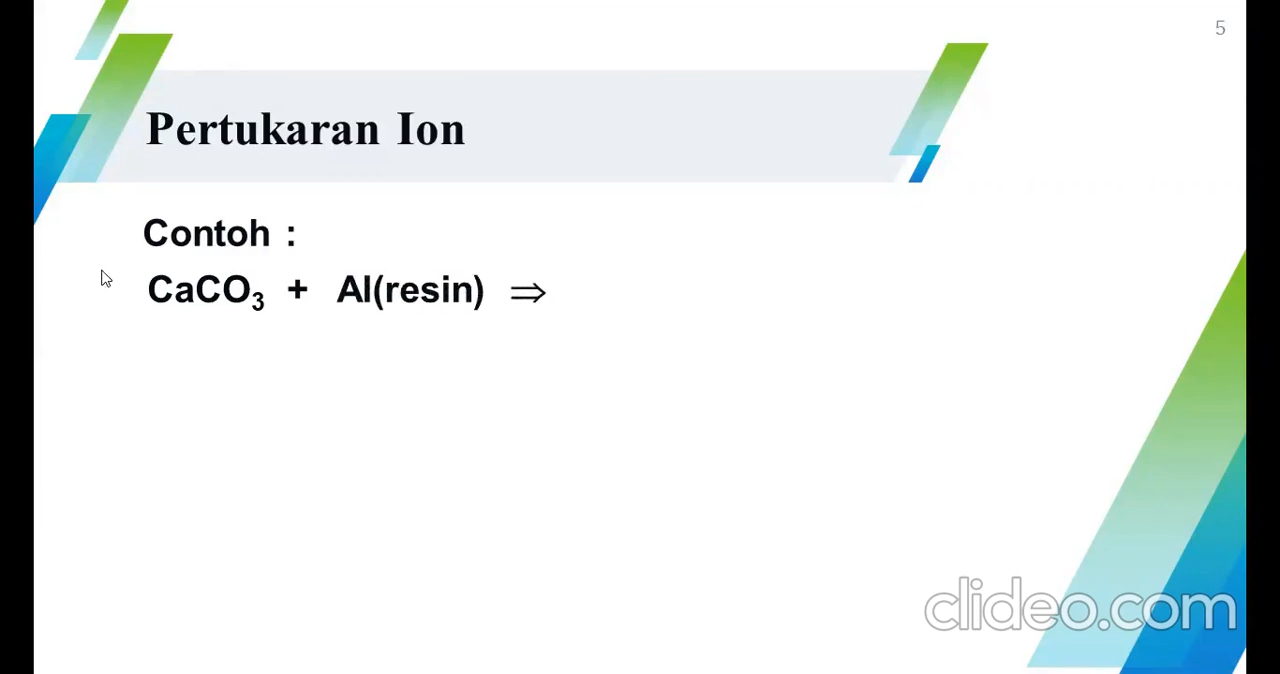 5
Pertukaran Ion
Contoh :
CaCO₃ + Al(resin) ⇒
clideo.com